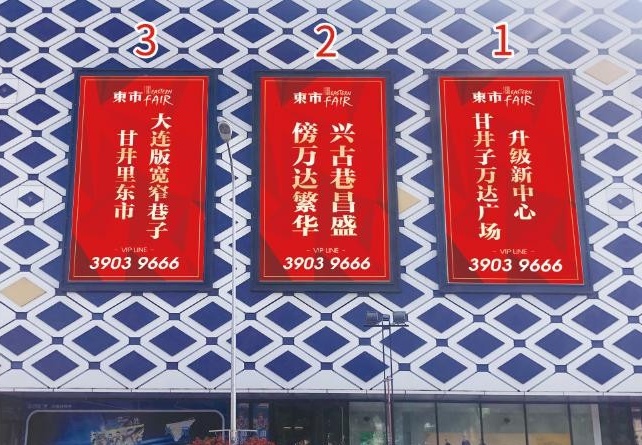 3
2
1
東市 EASTERN FAIR
大连版宽窄巷子
甘井里东市
VIP LINE
3903 9666
東市 EASTERN FAIR
兴古巷昌盛
傍万达繁华
VIP LINE
3903 9666
東市 EASTERN FAIR
升级新中心
甘井子万达广场
VIP LINE
3903 9666